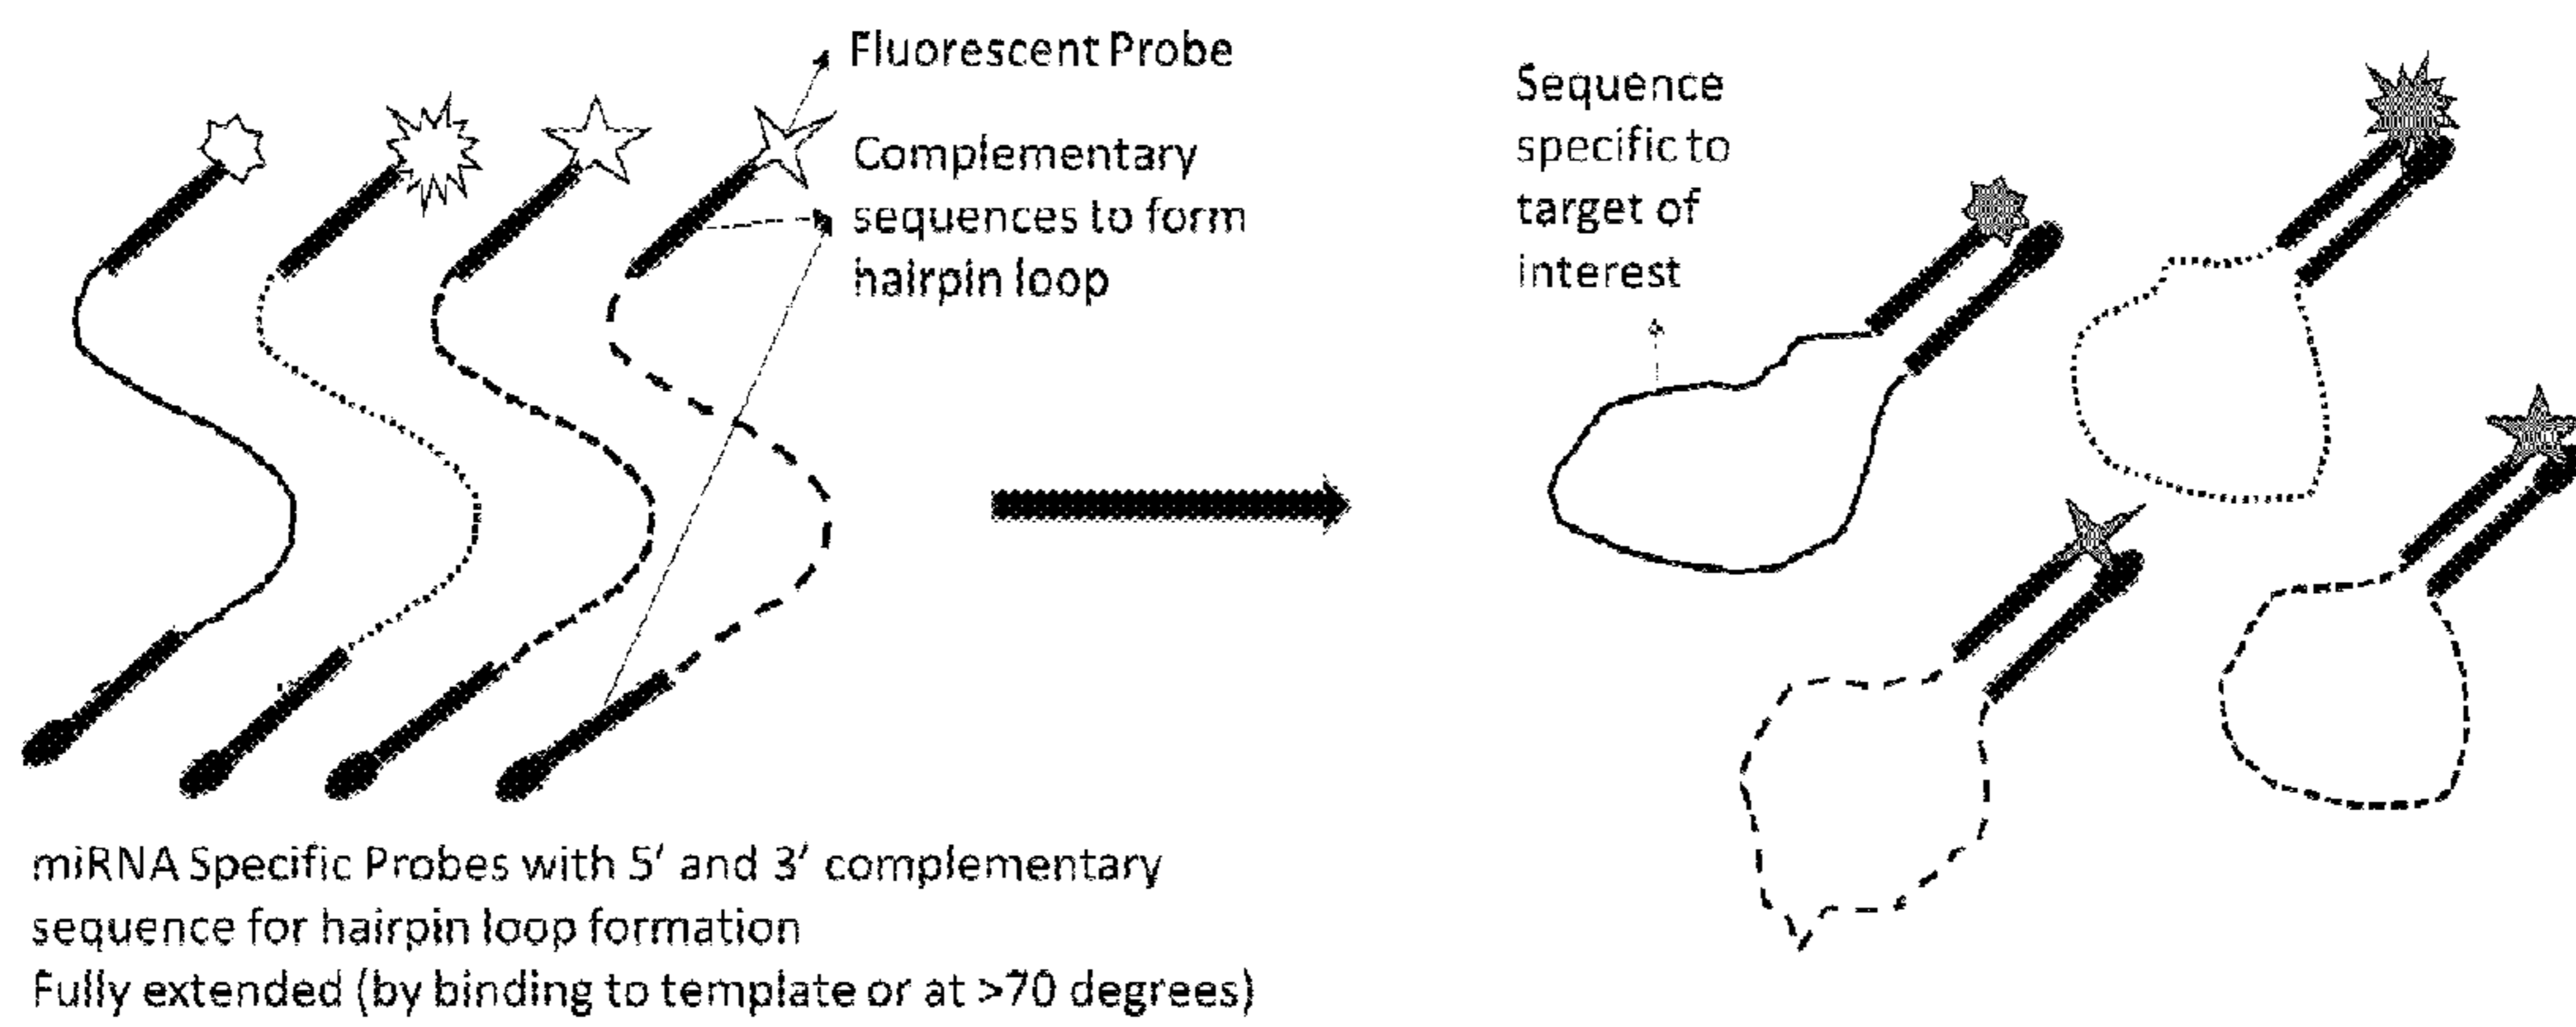 Fluorescent Probe
Complementary
sequences to form
hairpin loop
Sequence
specific to
target of
interest
miRNA Specific Probes with 5' and 3' complementary
sequence for hairpin loop formation
Fully extended (by binding to template or at >70 degrees)